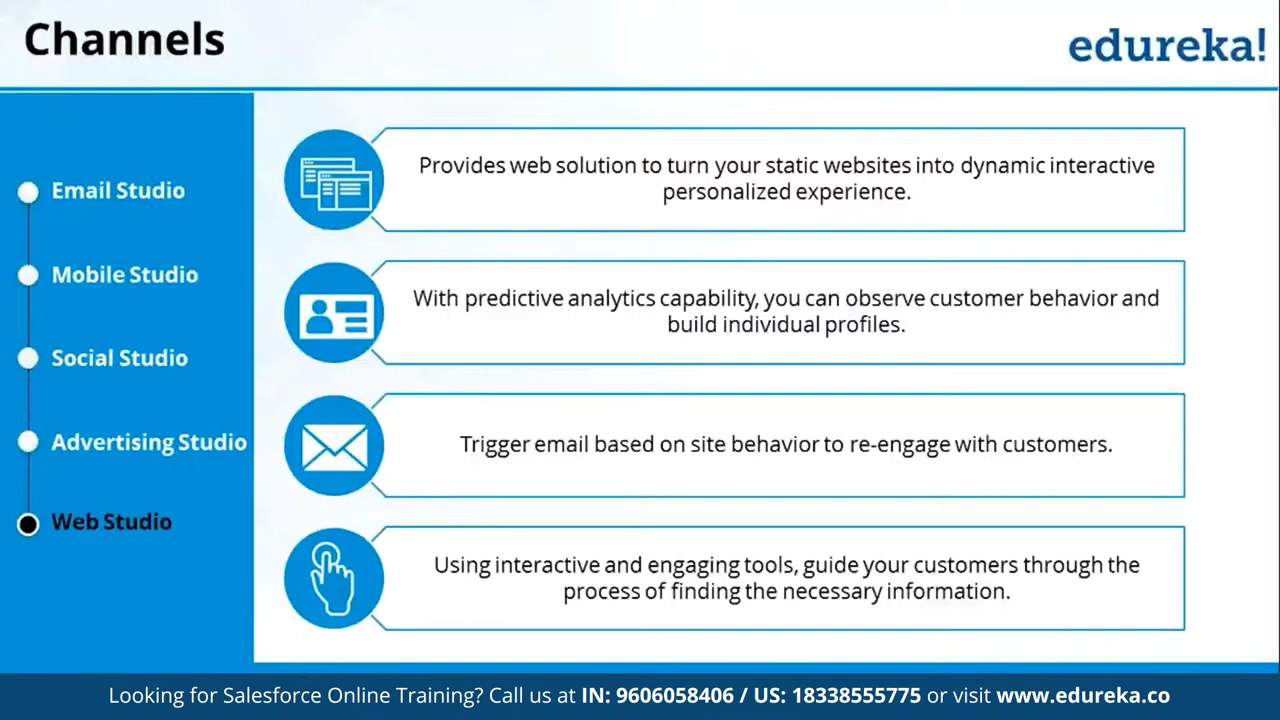 Channels
edureka!
Email Studio
Mobile Studio
Social Studio
Advertising Studio
Web Studio
Provides web solution to turn your static websites into dynamic interactive
personalized experience.
With predictive analytics capability, you can observe customer behavior and
build individual profiles.
Trigger email based on site behavior to re-engage with customers.
Using interactive and engaging tools, guide your customers through the
process of finding the necessary information.
Looking for Salesforce Online Training? Call us at IN: 9606058406 / US: 18338555775 or visit www.edureka.co